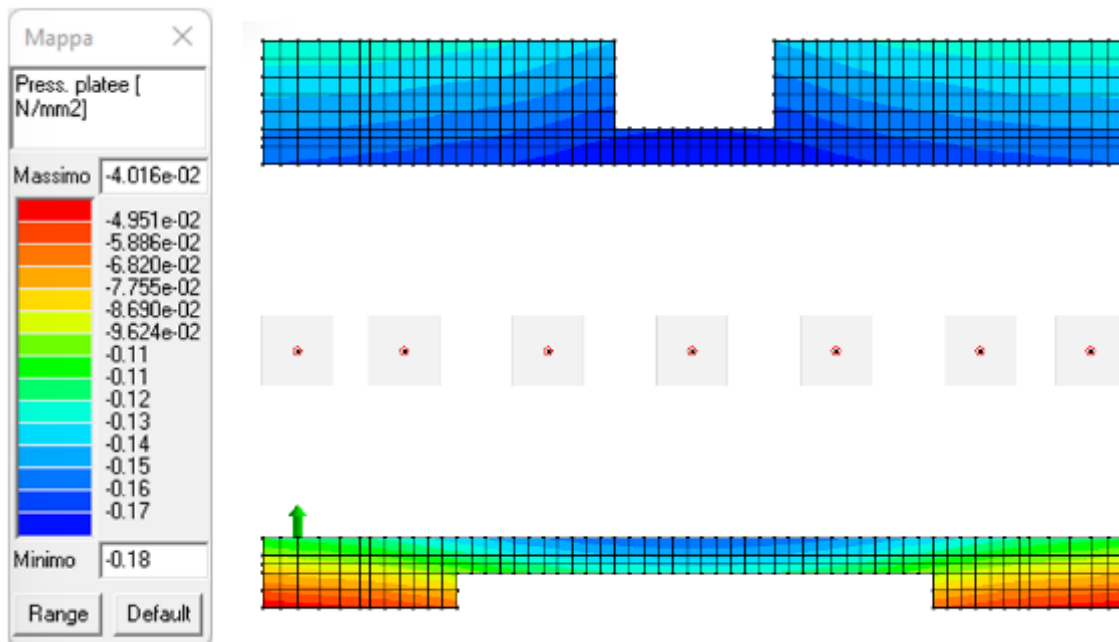 Mappa
Press. platee [
N/mm2]
Massimo -4.016e-02
-4.951e-02
-5.886e-02
-6.820e-02
-7.755e-02
-8.690e-02
-9.624e-02
-0.11
-0.11
-0.12
-0.13
-0.14
-0.15
-0.16
-0.17
Minimo -0.18
Range Default